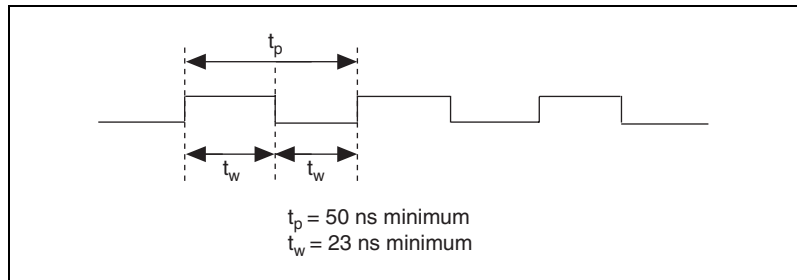 tp
tw tw
tp = 50 ns minimum
tw = 23 ns minimum